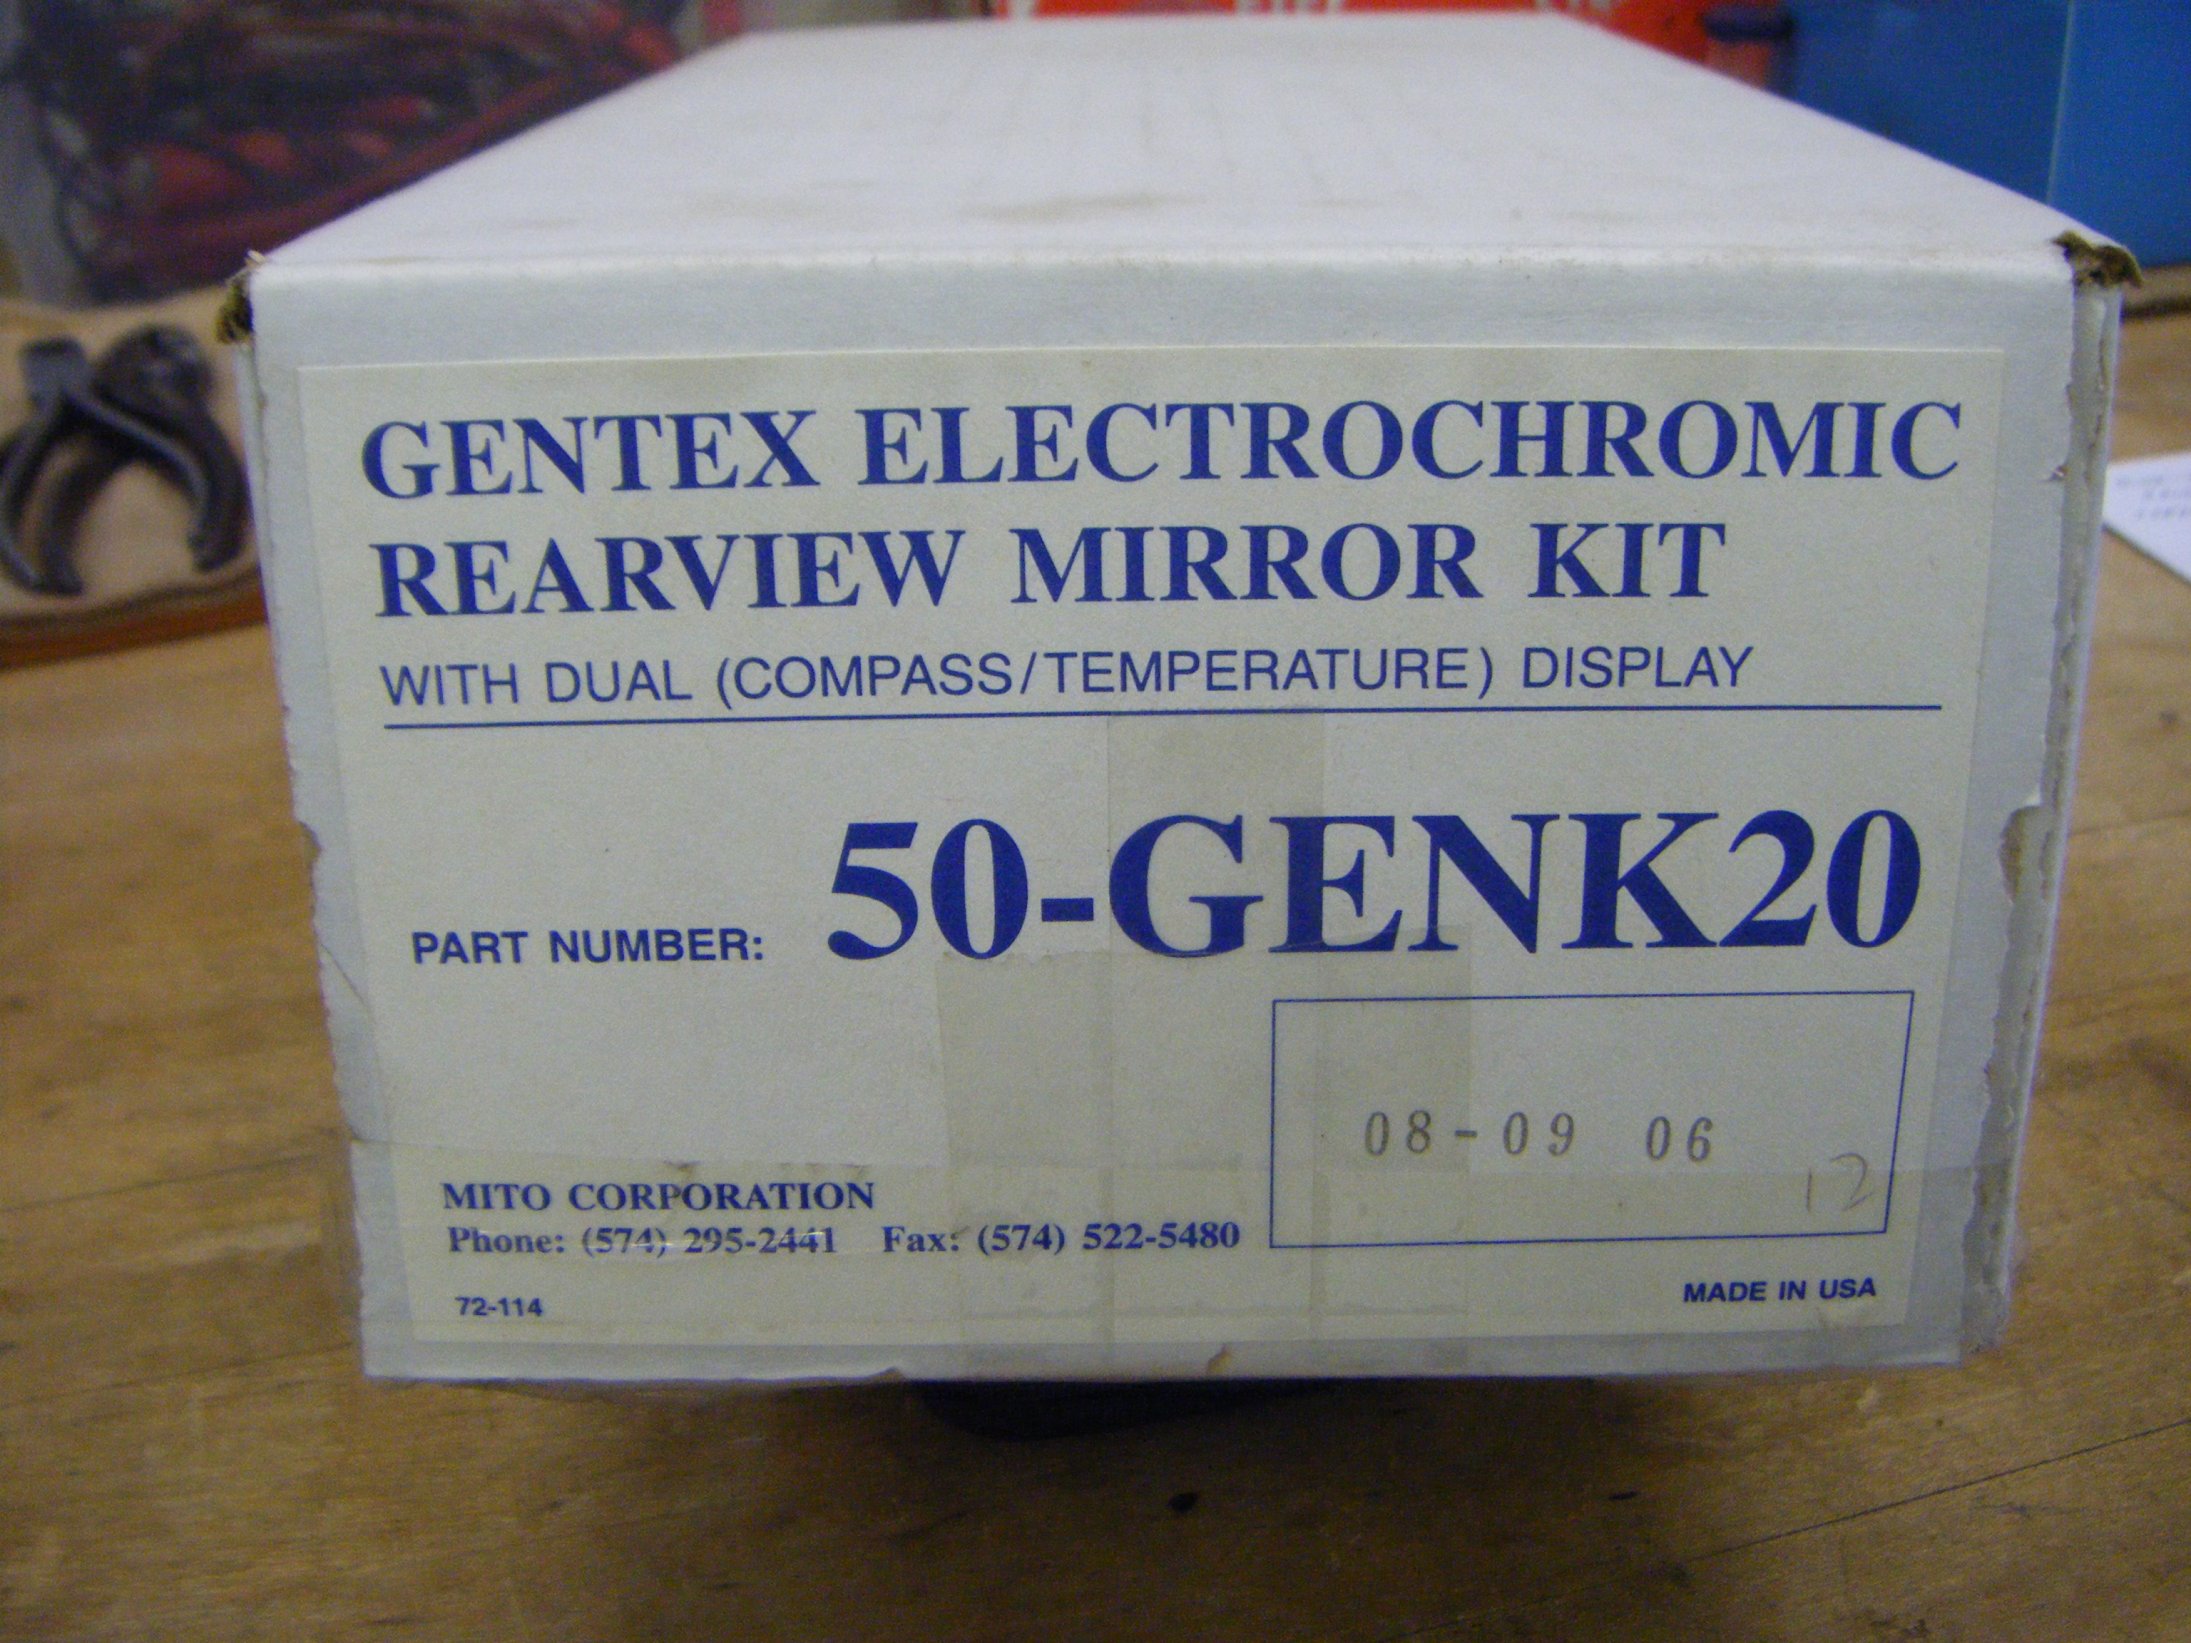 GENTEX ELECTROCHROMIC
REARVIEW MIRROR KIT
WITH DUAL (COMPASS/TEMPERATURE) DISPLAY
PART NUMBER: 50-GENK20
08-09 06
12
MITO CORPORATION
Phone: (574) 295-2441 Fax: (574) 522-5480
72-114
MADE IN USA